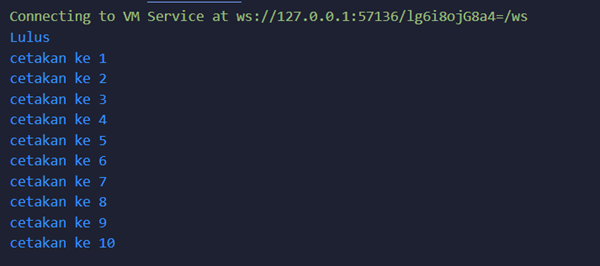 Connecting to VM Service at ws://127.0.0.1:57136/lg6i8ojG8a4=/ws
Lulus
cetakan ke 1
cetakan ke 2
cetakan ke 3
cetakan ke 4
cetakan ke 5
cetakan ke 6
cetakan ke 7
cetakan ke 8
cetakan ke 9
cetakan ke 10